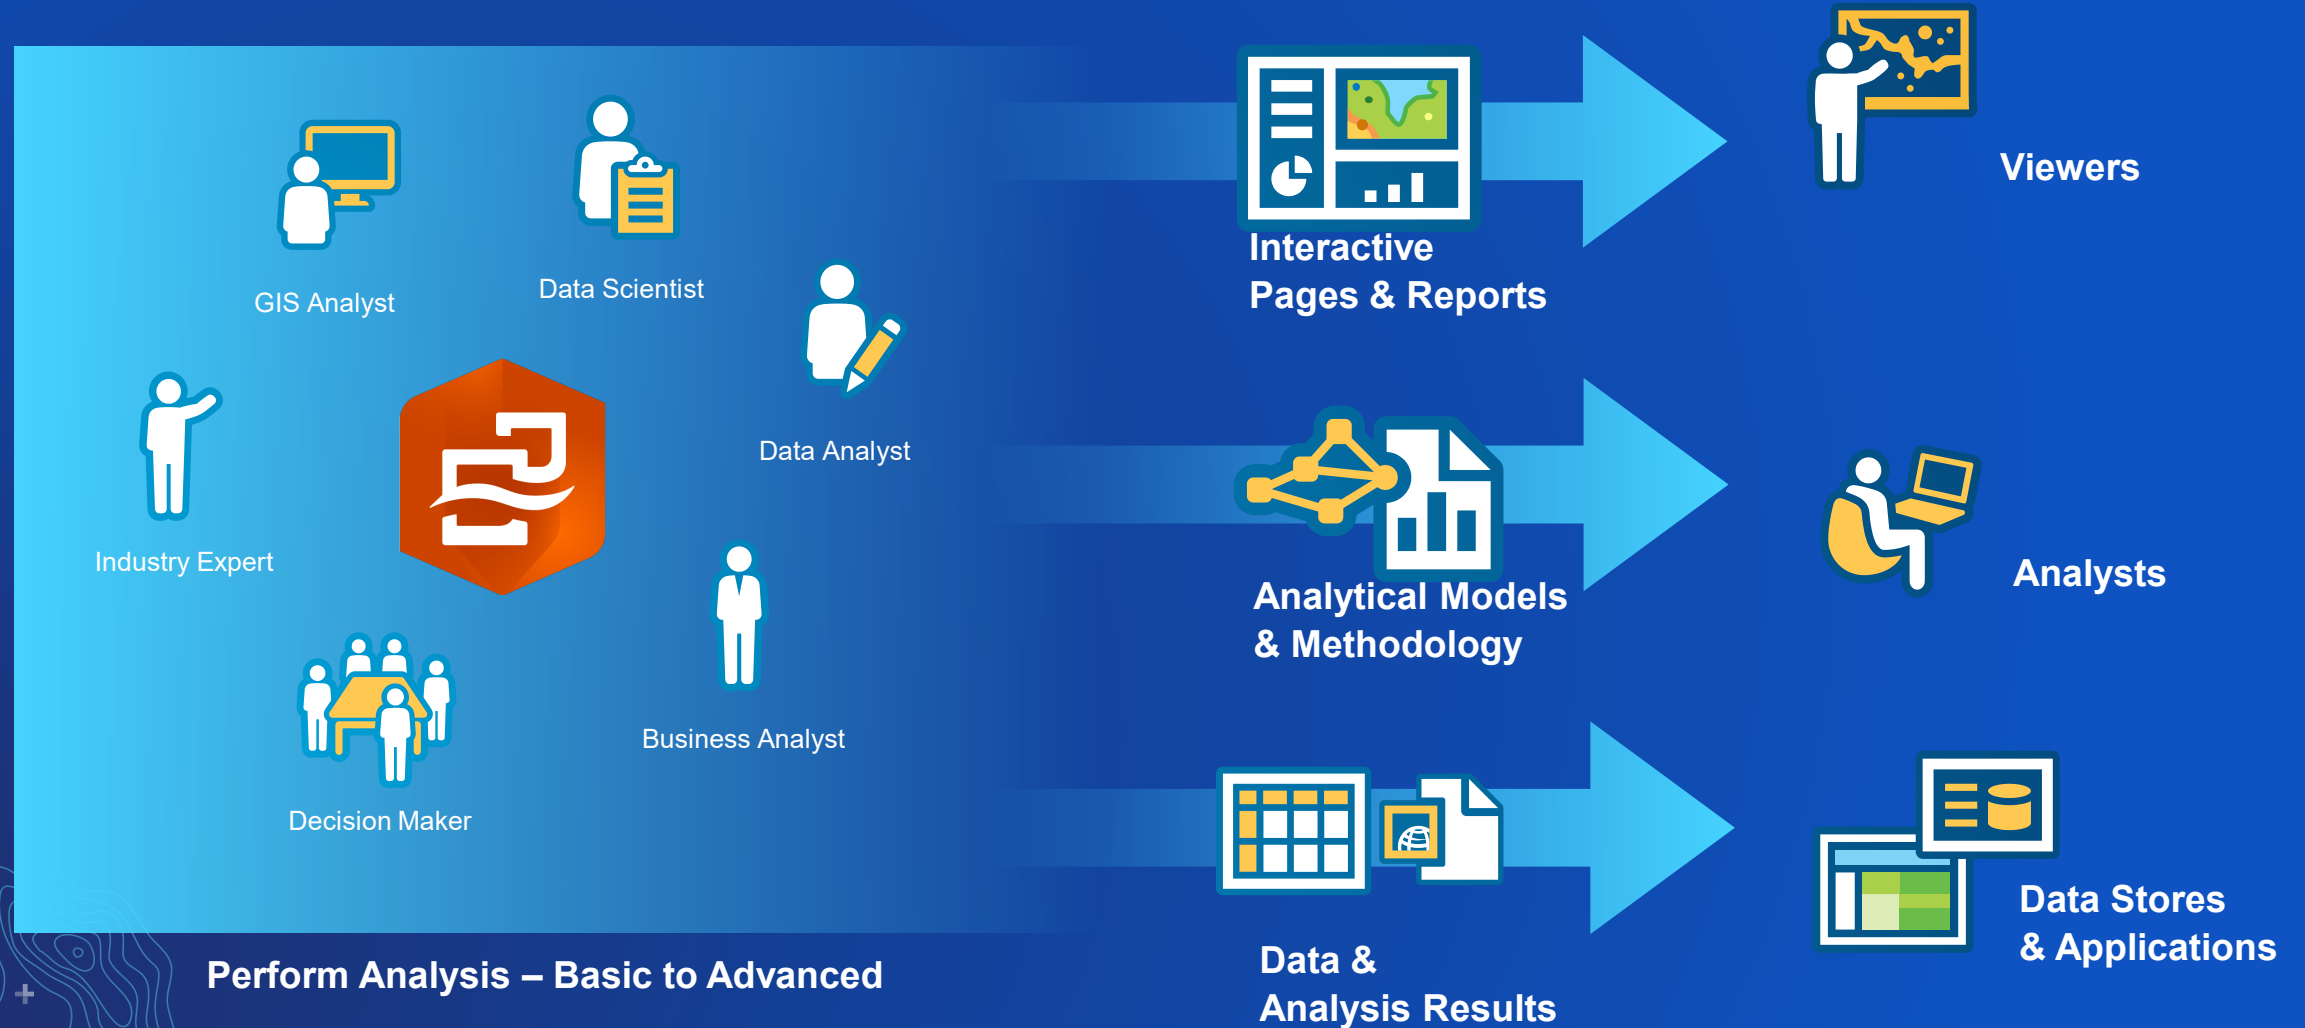 GIS Analyst
Data Scientist
Data Analyst
Industry Expert
Business Analyst
Decision Maker
Perform Analysis – Basic to Advanced
Interactive
Pages & Reports
Viewers
Analytical Models
& Methodology
Analysts
Data &
Analysis Results
Data Stores
& Applications